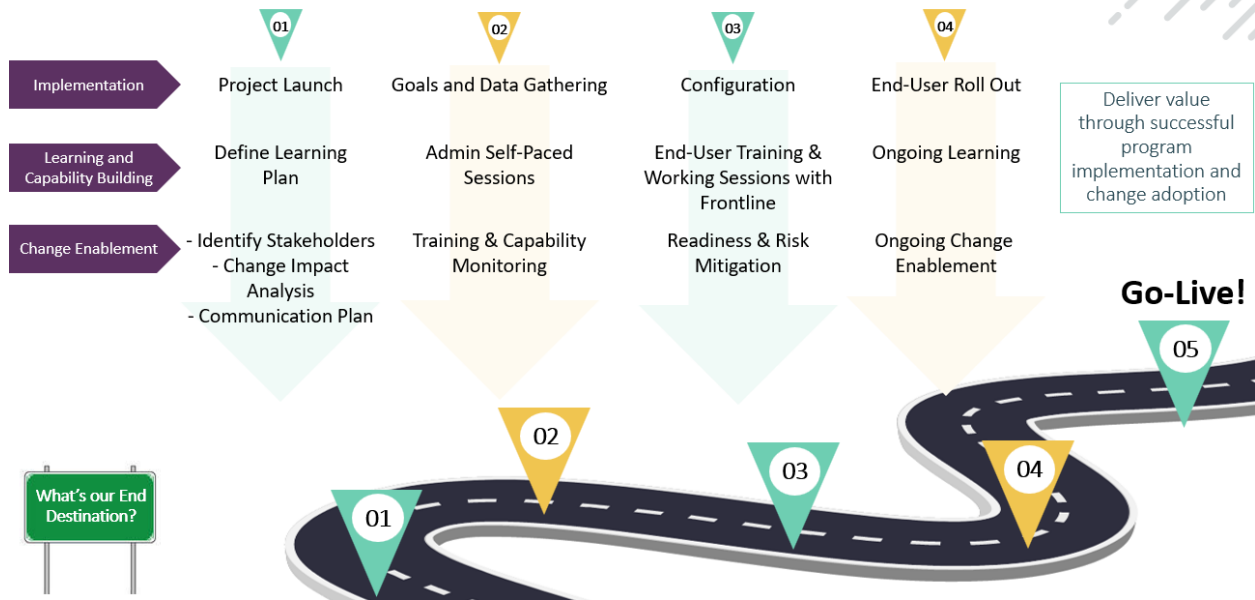 01
02
03
04
Implementation
Project Launch
Goals and Data Gathering
Configuration
End-User Roll Out
Deliver value
through successful
program
implementation and
change adoption
Learning and
Capability Building
Define Learning
Plan
Admin Self-Paced
Sessions
End-User Training &
Working Sessions with
Frontline
Ongoing Learning
Change Enablement
- Identify Stakeholders
- Change Impact
Analysis
- Communication Plan
Training & Capability
Monitoring
Readiness & Risk
Mitigation
Ongoing Change
Enablement
Go-Live!
05
02
03
04
01
What's our End
Destination?